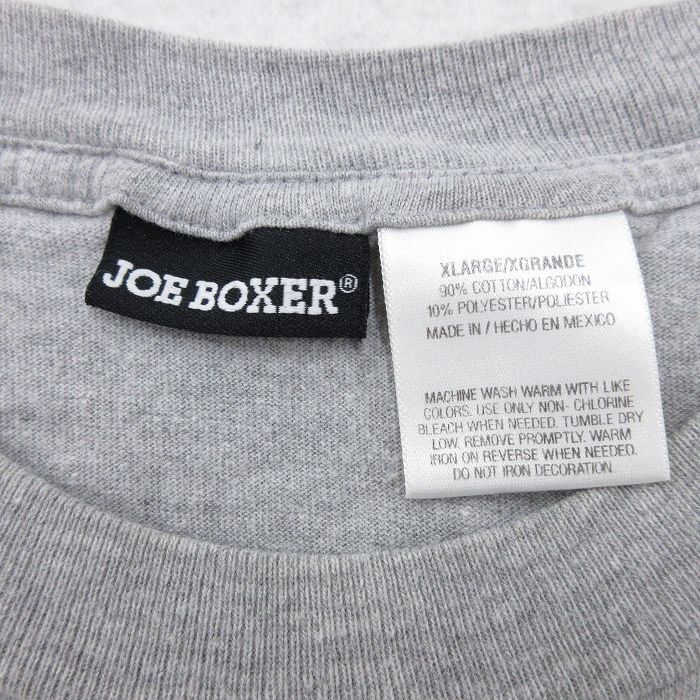 JOE BOXER®
XLARGE/XGRANDE
90% COTTON/ALGODON
10% POLYESTER/POLIESTER
MADE IN / HECHO EN MEXICO
MACHINE WASH WARM WITH LIKE
COLORS. USE ONLY NON- CHLORINE
BLEACH WHEN NEEDED. TUMBLE DRY
LOW. REMOVE PROMPTLY. WARM
IRON ON REVERSE WHEN NEEDED.
DO NOT IRON DECORATION